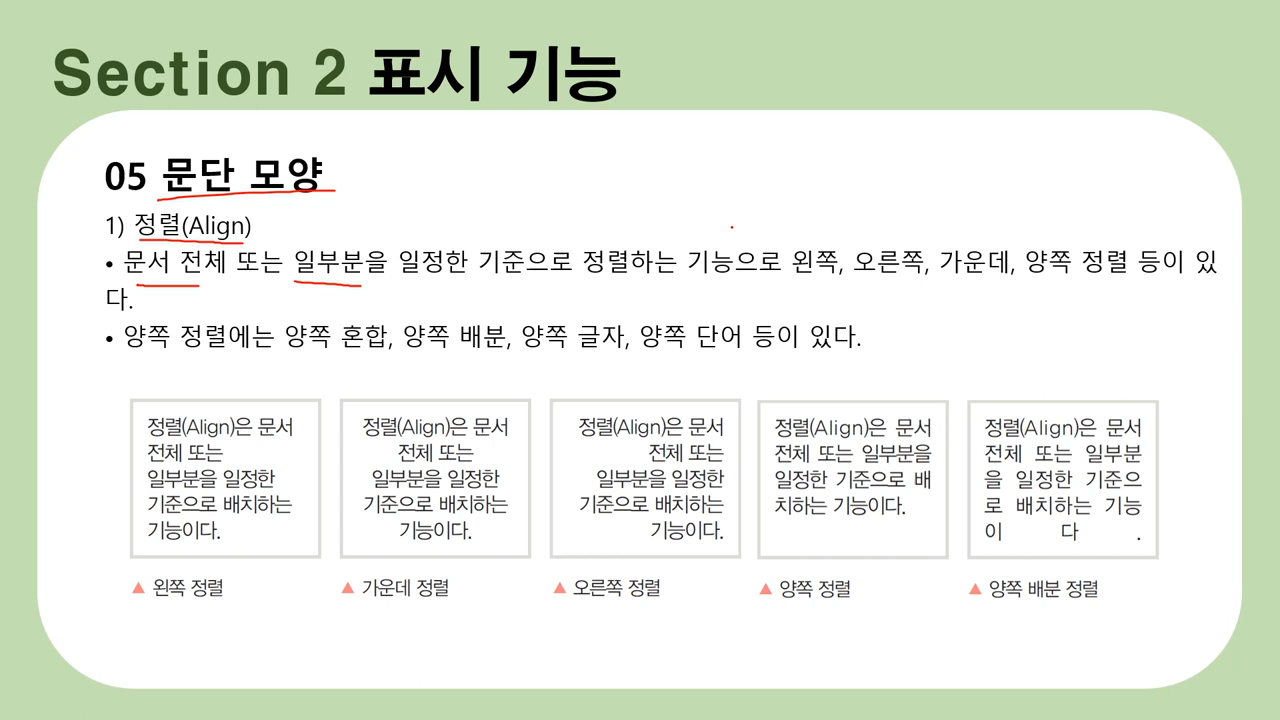 Section 2 표시 기능
05 문단 모양
1) 정렬(Align)
• 문서 전체 또는 일부분을 일정한 기준으로 정렬하는 기능으로 왼쪽, 오른쪽, 가운데, 양쪽 정렬 등이 있
다.
• 양쪽 정렬에는 양쪽 혼합, 양쪽 배분, 양쪽 글자, 양쪽 단어 등이 있다.
정렬(Align)은 문서
전체 또는
일부분을 일정한
기준으로 배치하는
기능이다.
▲ 왼쪽 정렬
정렬(Align)은 문서
전체 또는
일부분을 일정한
기준으로 배치하는
기능이다.
▲ 가운데 정렬
정렬(Align)은 문서
전체 또는
일부분을 일정한
기준으로 배치하는
기능이다.
▲ 오른쪽 정렬
정렬(Align)은 문서
전체 또는 일부분을
일정한 기준으로 배
치하는 기능이다.
▲ 양쪽 정렬
정렬(Align)은 문서
전체 또는 일부분
을 일정한 기준으
로 배치하는 기능
이 다 .
▲ 양쪽 배분 정렬